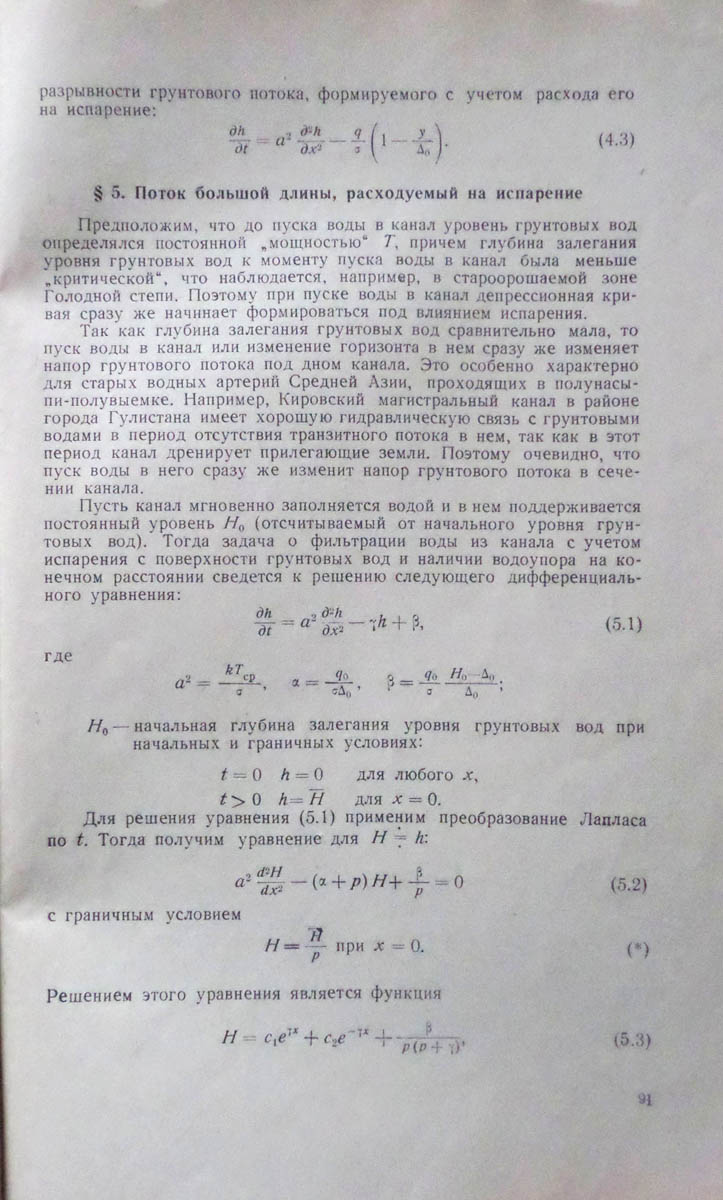 разрывности грунтового потока, формируемого с учетом расхода его
на испарение:
∂h/∂t = a² ∂²h/∂x² — q/σ (1 — y/Δ₀). (4.3)
§ 5. Поток большой длины, расходуемый на испарение
Предположим, что до пуска воды в канал уровень грунтовых вод
определялся постоянной „мощностью“ T, причем глубина залегания
уровня грунтовых вод к моменту пуска воды в канал была меньше
„критической“, что наблюдается, например, в староорошаемой зоне
Голодной степи. Поэтому при пуске воды в канал депрессионная кри-
вая сразу же начинает формироваться под влиянием испарения.
Так как глубина залегания грунтовых вод сравнительно мала, то
пуск воды в канал или изменение горизонта в нем сразу же изменяет
напор грунтового потока под дном канала. Это особенно характерно
для старых водных артерий Средней Азии, проходящих в полунасы-
пи-полувыемке. Например, Кировский магистральный канал в районе
города Гулистана имеет хорошую гидравлическую связь с грунтовыми
водами в период отсутствия транзитного потока в нем, так как в этот
период канал дренирует прилегающие земли. Поэтому очевидно, что
пуск воды в него сразу же изменит напор грунтового потока в сече-
нии канала.
Пусть канал мгновенно заполняется водой и в нем поддерживается
постоянный уровень H₀ (отсчитываемый от начального уровня грун-
товых вод). Тогда задача о фильтрации воды из канала с учетом
испарения с поверхности грунтовых вод и наличии водоупора на ко-
нечном расстоянии сведется к решению следующего дифференциаль-
ного уравнения:
∂h/∂t = a² ∂²h/∂x² — γh + β, (5.1)
где
a² = kTср/σ, α = q₀/σΔ₀, β = q₀/σ H₀—Δ₀/Δ₀;
H₀ — начальная глубина залегания уровня грунтовых вод при
начальных и граничных условиях:
t = 0 h = 0 для любого x,
t > 0 h = H̅ для x = 0.
Для решения уравнения (5.1) применим преобразование Лапласа
по t. Тогда получим уравнение для H ÷ h:
a² d²H/dx² — (α + p) H + β/p = 0 (5.2)
с граничным условием
H = H̅/p при x = 0. (*)
Решением этого уравнения является функция
H = c₁eᵞˣ + c₂e⁻ᵞˣ + β/p(p + γ), (5.3)
91